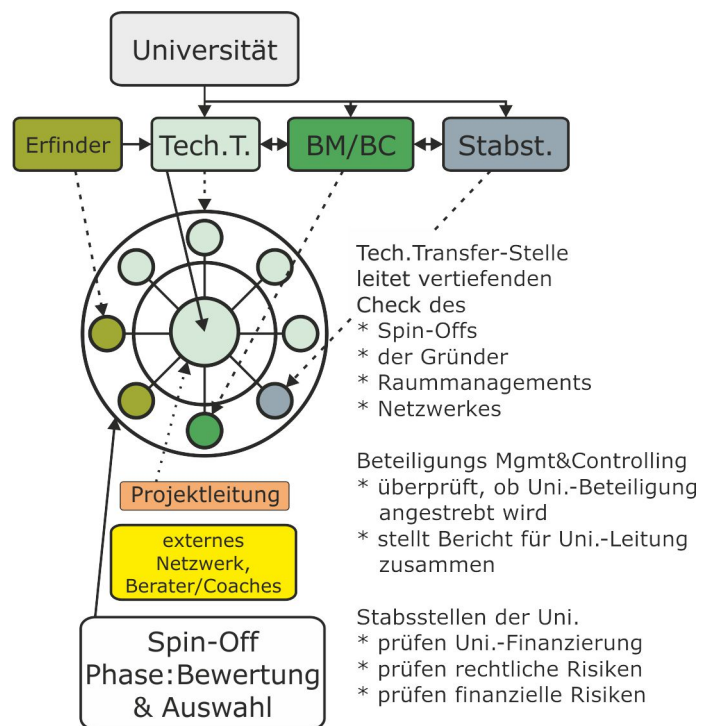 Universität
Erfinder
Tech.T.
BM/BC
Stabst.
Tech.Transfer-Stelle
leitet vertiefenden
Check des
* Spin-Offs
* der Gründer
* Raummanagements
* Netzwerkes
Beteiligungs Mgmt&Controlling
* überprüft, ob Uni.-Beteiligung
angestrebt wird
* stellt Bericht für Uni.-Leitung
zusammen
Stabsstellen der Uni.
* prüfen Uni.-Finanzierung
* prüfen rechtliche Risiken
* prüfen finanzielle Risiken
Projektleitung
externes
Netzwerk,
Berater/Coaches
Spin-Off
Phase:Bewertung
& Auswahl